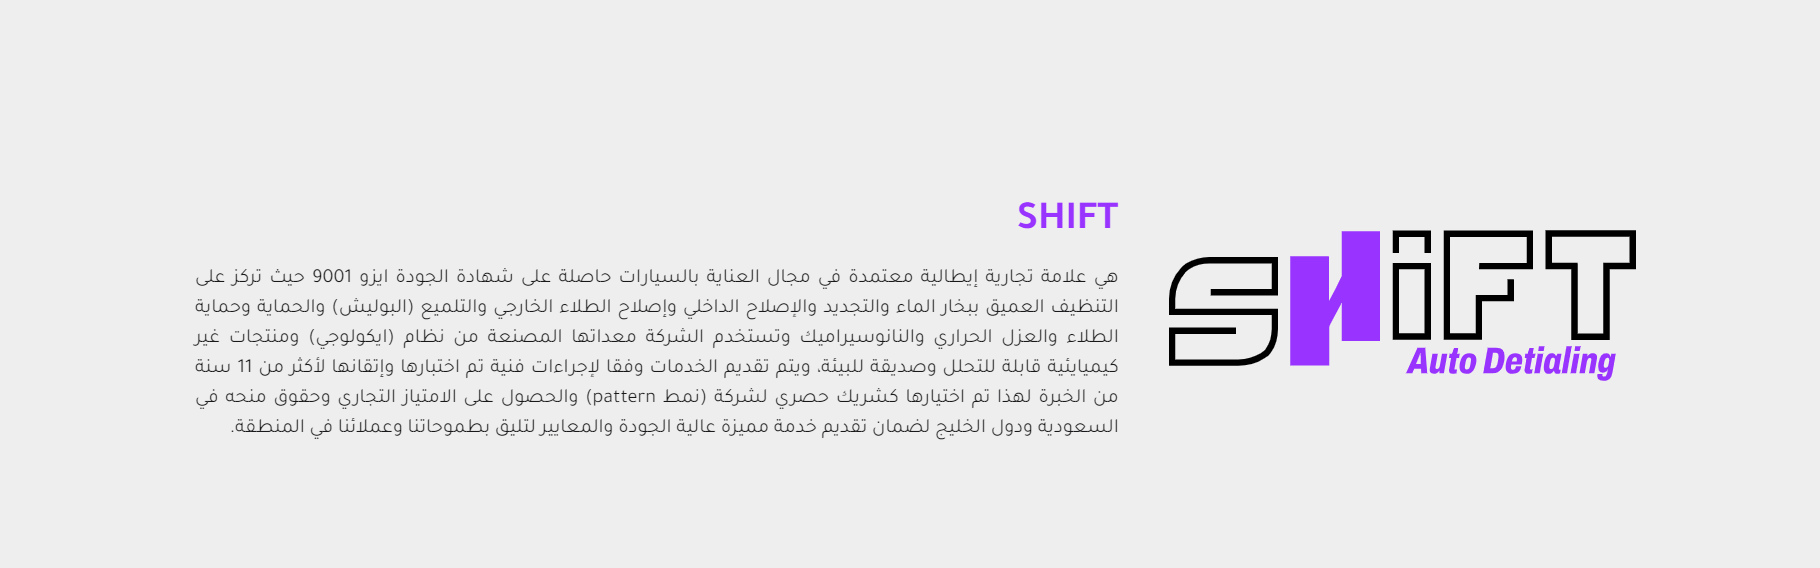 SHIFT
هي علامة تجارية إيطالية معتمدة في مجال العناية بالسيارات حاصلة على شهادة الجودة ايزو 9001 حيث تركز على
التنظيف العميق ببخار الماء والتجديد والإصلاح الداخلي وإصلاح الطلاء الخارجي والتلميع (البوليش) والحماية وحماية
الطلاء والعزل الحراري والنانوسيراميك وتستخدم الشركة معداتها المصنعة من نظام (ايكولوجي) ومنتجات غير
كيميايئية قابلة للتحلل وصديقة للبيئة، ويتم تقديم الخدمات وفقا لإجراءات فنية تم اختبارها وإتقانها لأكثر من 11 سنة
من الخبرة لهذا تم اختيارها كشريك حصري لشركة (نمط pattern) والحصول على الامتياز التجاري وحقوق منحه في
السعودية ودول الخليج لضمان تقديم خدمة مميزة عالية الجودة والمعايير لتليق بطموحاتنا وعملائنا في المنطقة.
SHiFT
Auto Detialing